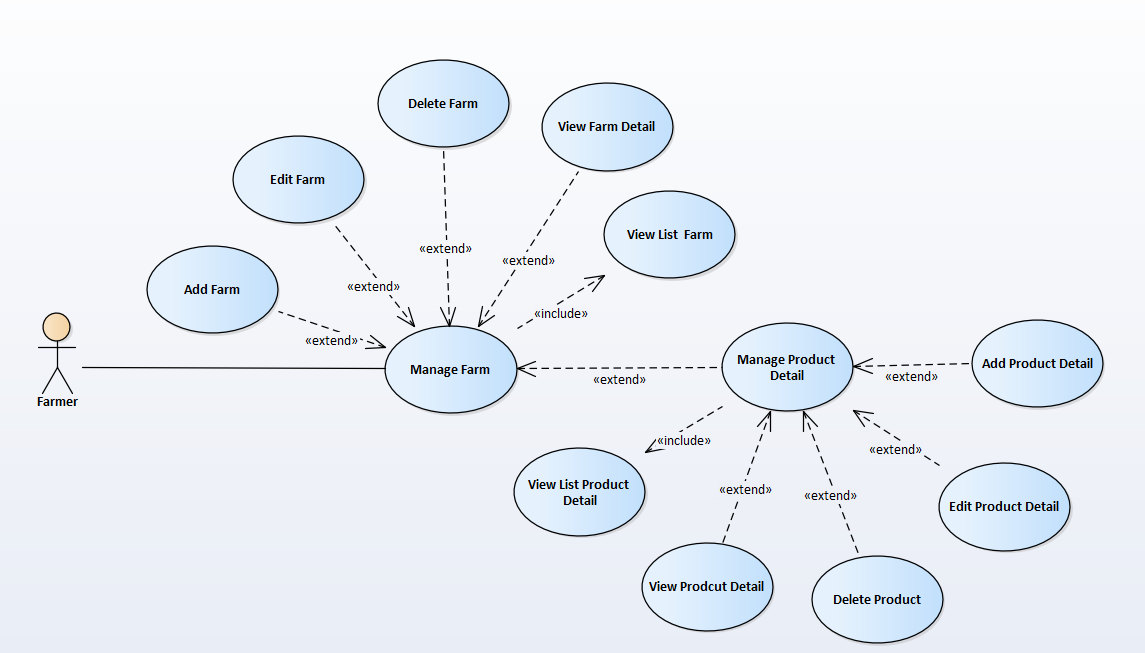 Delete Farm
View Farm Detail
Edit Farm
View List  Farm
«extend»
«extend»
Add Farm
«extend»
«include»
«extend»
Manage Farm
Farmer
«extend»
Manage Product
Detail
Add Product Detail
«extend»
«include»
«extend»
View List Product
Detail
«extend»
«extend»
Edit Product Detail
View Prodcut Detail
Delete Product